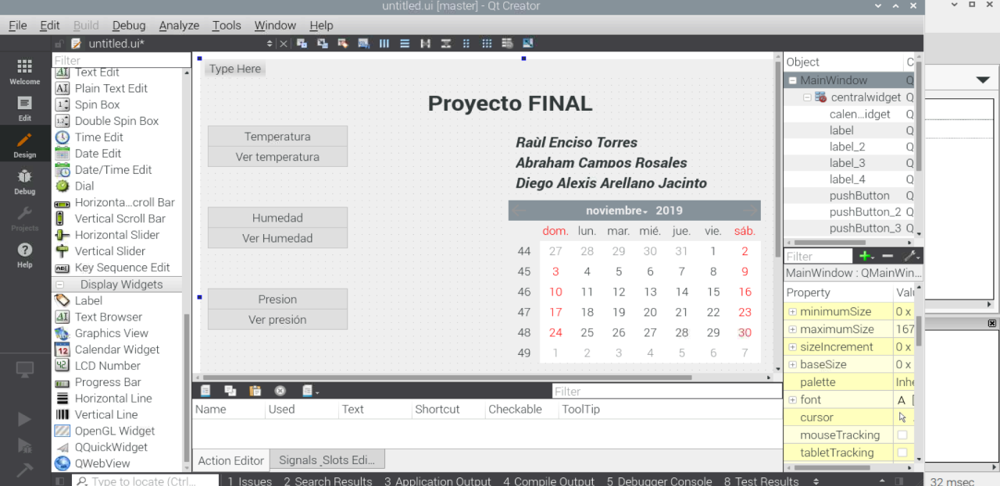 untitled.ui [master] - Qt Creator
File Edit Build Debug Analyze Tools Window Help
untitled.ui*
Welcome
Edit
Design
Debug
Projects
Help
Filter
Text Edit
Plain Text Edit
Spin Box
Double Spin Box
Time Edit
Date Edit
Date/Time Edit
Dial
Horizonta...croll Bar
Vertical Scroll Bar
Horizontal Slider
Vertical Slider
Key Sequence Edit
Display Widgets
Label
Text Browser
Graphics View
Calendar Widget
LCD Number
Progress Bar
Horizontal Line
Vertical Line
OpenGL Widget
QQuickWidget
QWebView
Type Here
Proyecto FINAL
Temperatura
Ver temperatura
Humedad
Ver Humedad
Presion
Ver presión
Raùl Enciso Torres
Abraham Campos Rosales
Diego Alexis Arellano Jacinto
noviembre 2019
dom. lun. mar. mié. jue. vie. sáb.
44 27 28 29 30 31 1 2
45 3 4 5 6 7 8 9
46 10 11 12 13 14 15 16
47 17 18 19 20 21 22 23
48 24 25 26 27 28 29 30
49 1 2 3 4 5 6 7
Filter
Name Used Text Shortcut Checkable ToolTip
Action Editor Signals _Slots Edi...
Object C
MainWindow Q
centralwidget Q
calen...idget Q
label Q
label_2 Q
label_3 Q
label_4 Q
pushButton Q
pushButton_2 Q
pushButton_3 Q
Filter
MainWindow : QMainWin...
Property Valu
minimumSize 0 x
maximumSize 167
sizeIncrement 0 x
baseSize 0 x
palette Inhe
font A [
cursor
mouseTracking
tabletTracking
Type to locate (Ctrl... 1 Issues 2 Search Results 3 Application Output 4 Compile Output 5 Debugger Console 8 Test Results
32 msec